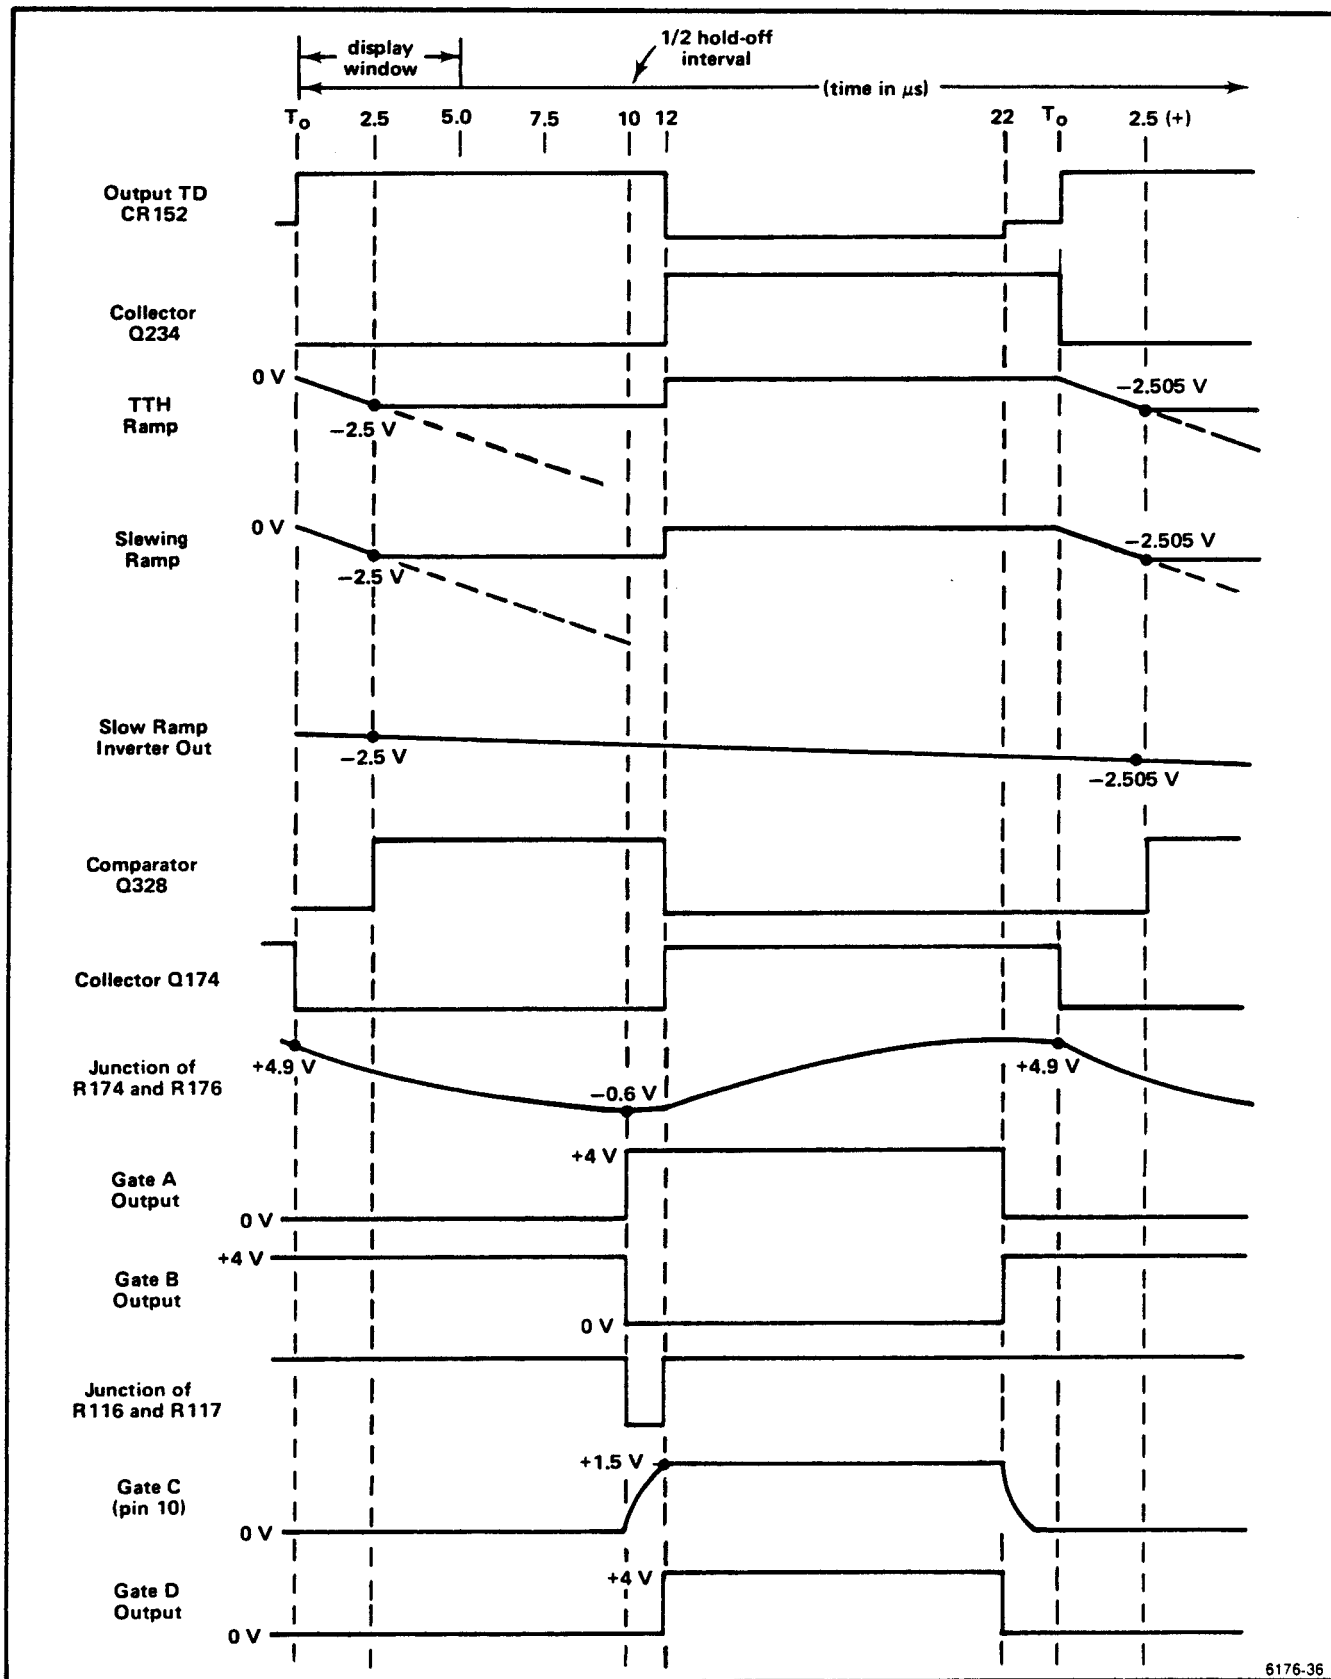 display
window
1/2 hold-off
interval
(time in μs)
To 2.5 5.0 7.5 10 12 22 To 2.5 (+)
Output TD
CR152
Collector
Q234
0 V
TTH
Ramp
−2.5 V
−2.505 V
0 V
Slewing
Ramp
−2.5 V
−2.505 V
Slow Ramp
Inverter Out
−2.5 V
−2.505 V
Comparator
Q328
Collector Q174
Junction of
R174 and R176
+4.9 V
−0.6 V
+4.9 V
+4 V
Gate A
Output
0 V
+4 V
Gate B
Output
0 V
Junction of
R116 and R117
+1.5 V
Gate C
(pin 10)
0 V
+4 V
Gate D
Output
0 V
6176-36